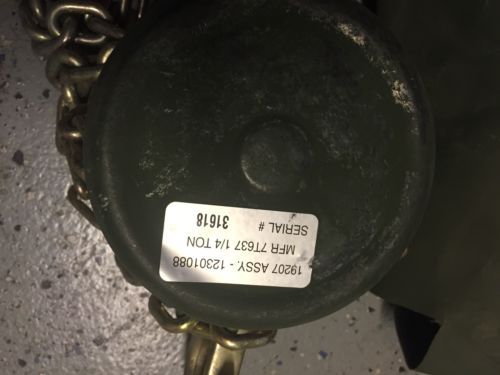 19207 ASSY. - 12301088
MFR 7T637 1/4 TON
SERIAL # 31618